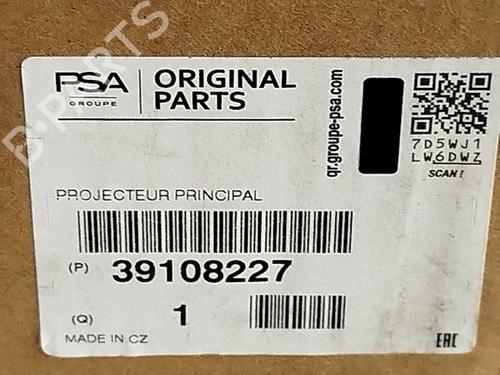 PSA
GROUPE
ORIGINAL
PARTS
qr.groupe-psa.com
7D5WJ1
LW6DWZ
SCAN!
B-PARTS
PROJECTEUR PRINCIPAL
(P) 39108227
(Q) 1
MADE IN CZ
EAC